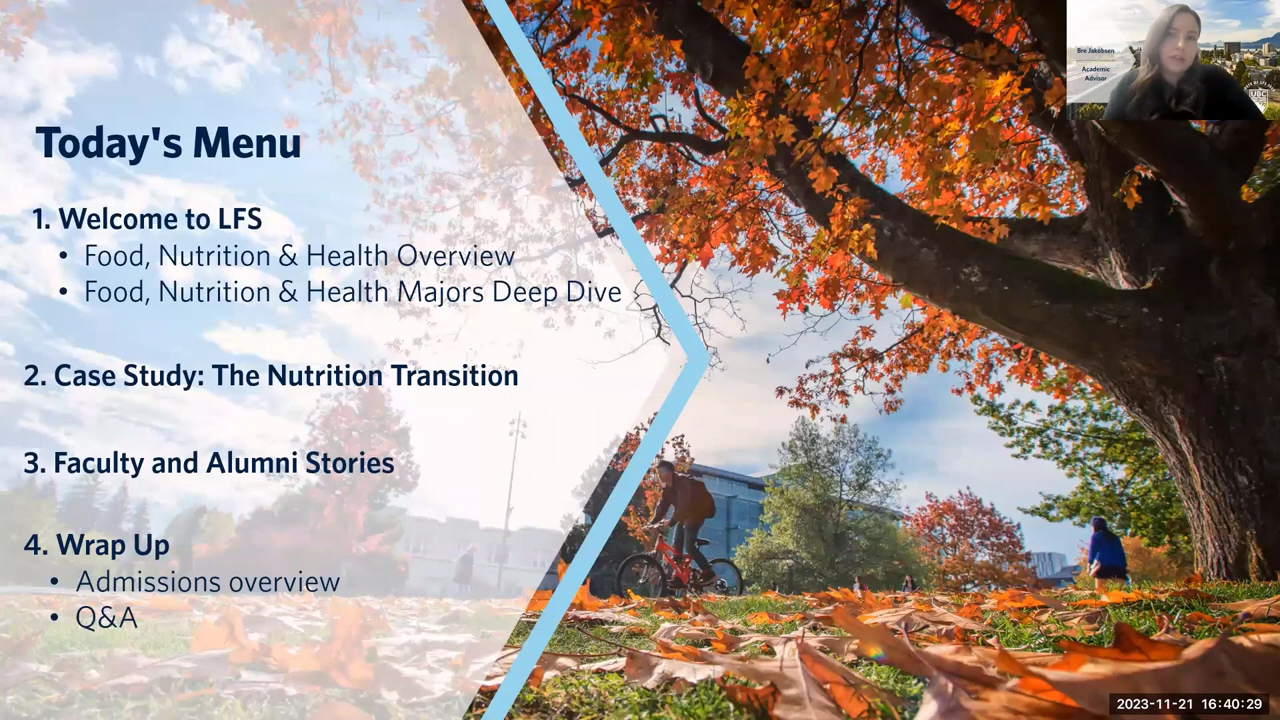 Today's Menu
1. Welcome to LFS
• Food, Nutrition & Health Overview
• Food, Nutrition & Health Majors Deep Dive
2. Case Study: The Nutrition Transition
3. Faculty and Alumni Stories
4. Wrap Up
• Admissions overview
• Q&A
Bre Jakobsen
Academic
Advisor
UBC
2023-11-21 16:40:29